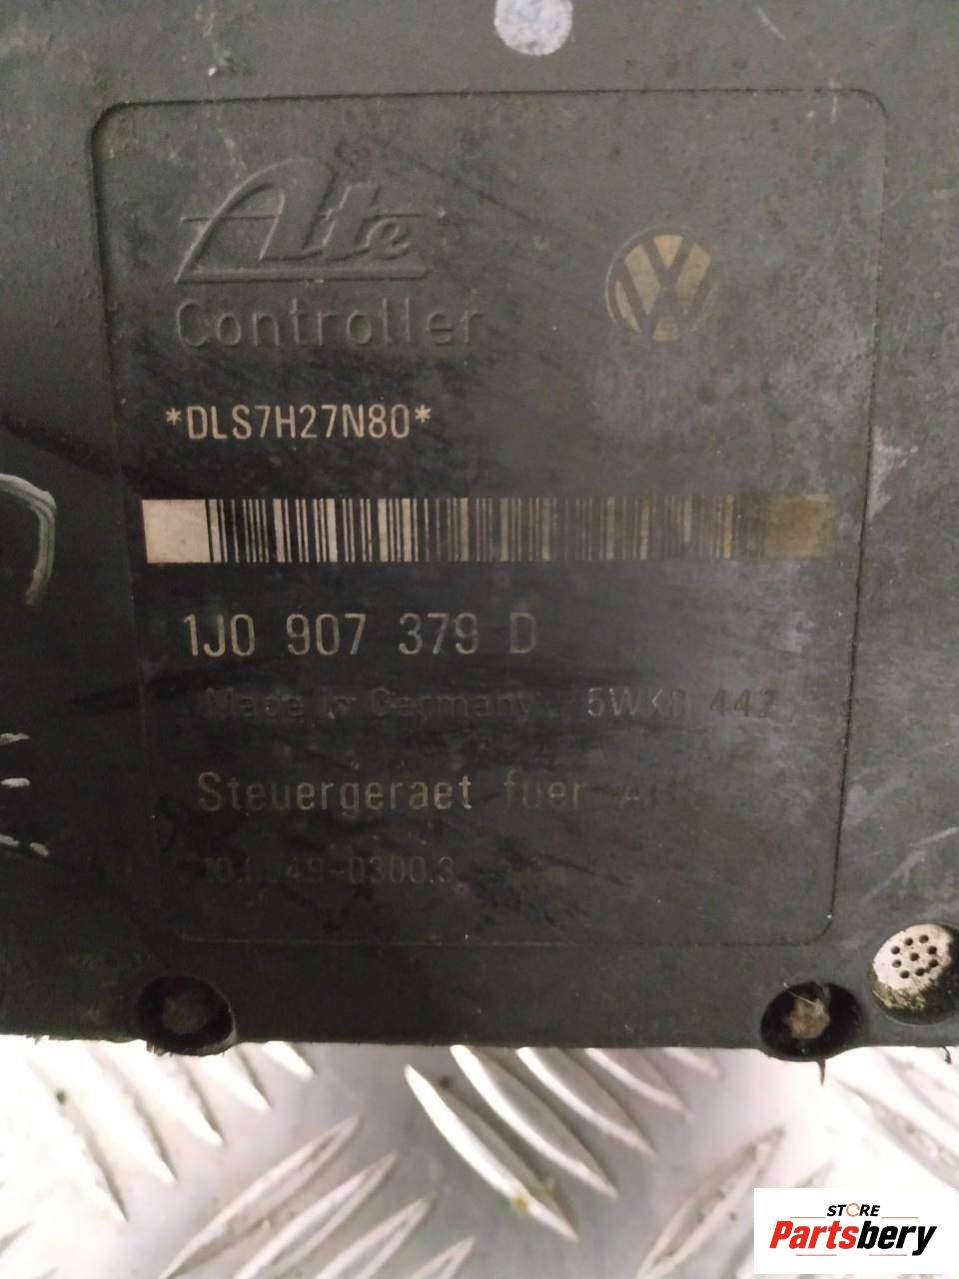 Ate
Controller
*DLS7H27N80*
1J0 907 379 D
Made in Germany
Steuergeraet fuer
STORE
Partsbery